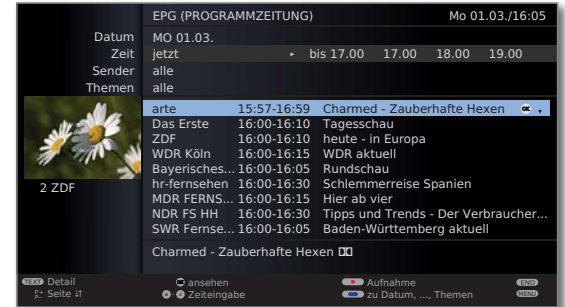 EPG (PROGRAMMZEITUNG) Mo 01.03./16:05
Datum MO 01.03.
Zeit jetzt bis 17.00 17.00 18.00 19.00
Sender alle
Themen alle
arte 15:57-16:59 Charmed - Zauberhafte Hexen OK
Das Erste 16:00-16:10 Tagesschau
ZDF 16:00-16:10 heute - in Europa
WDR Köln 16:00-16:15 WDR aktuell
Bayerisches... 16:00-16:05 Rundschau
hr-fernsehen 16:00-16:30 Schlemmerreise Spanien
MDR FERNS... 16:00-16:15 Hier ab vier
NDR FS HH 16:00-16:30 Tipps und Trends - Der Verbraucher...
SWR Fernse... 16:00-16:05 Baden-Württemberg aktuell
2 ZDF
Charmed - Zauberhafte Hexen
TEXT Detail OK ansehen Aufnahme END
P+ Seite Zeiteingabe zu Datum, ..., Themen MENU